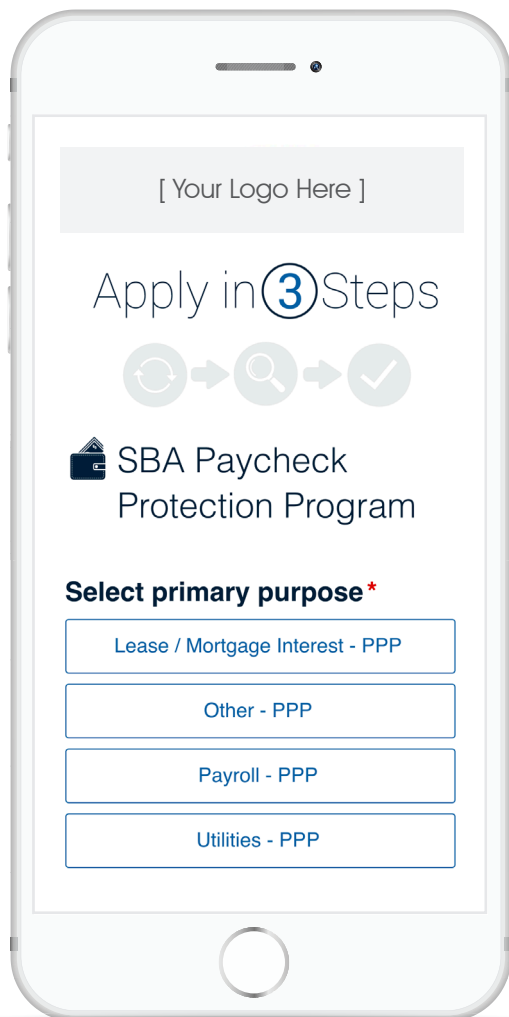 [ Your Logo Here ]
Apply in 3 Steps
SBA Paycheck
Protection Program
Select primary purpose*
Lease / Mortgage Interest - PPP
Other - PPP
Payroll - PPP
Utilities - PPP